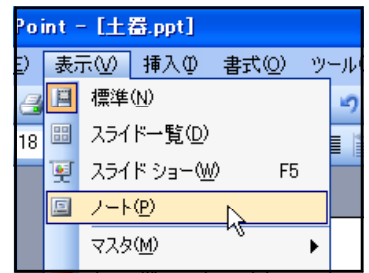 Point - [土器.ppt]
表示(V) 挿入(I) 書式(O) ツール
標準(N)
18 スライド一覧(D)
スライド ショー(W) F5
ノート(P)
マスタ(M)